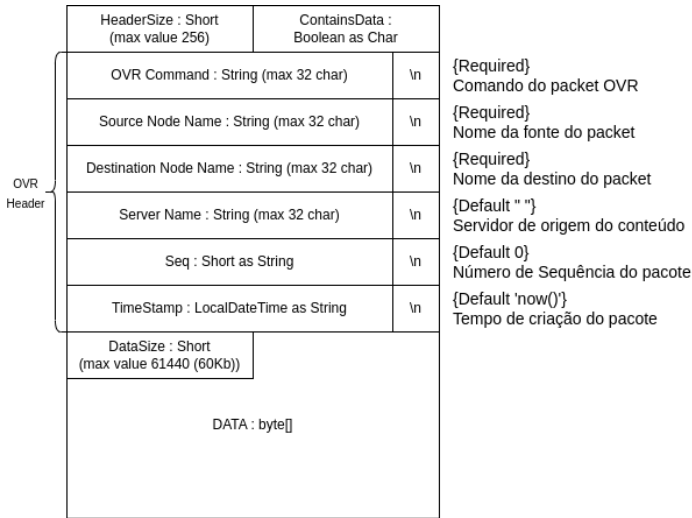 HeaderSize : Short
(max value 256)
ContainsData :
Boolean as Char
OVR Command : String (max 32 char)
\n
{Required}
Comando do packet OVR
Source Node Name : String (max 32 char)
\n
{Required}
Nome da fonte do packet
Destination Node Name : String (max 32 char)
\n
{Required}
Nome da destino do packet
OVR
Header
Server Name : String (max 32 char)
\n
{Default " "}
Servidor de origem do conteúdo
Seq : Short as String
\n
{Default 0}
Número de Sequência do pacote
TimeStamp : LocalDateTime as String
\n
{Default 'now()'}
Tempo de criação do pacote
DataSize : Short
(max value 61440 (60Kb))
DATA : byte[]